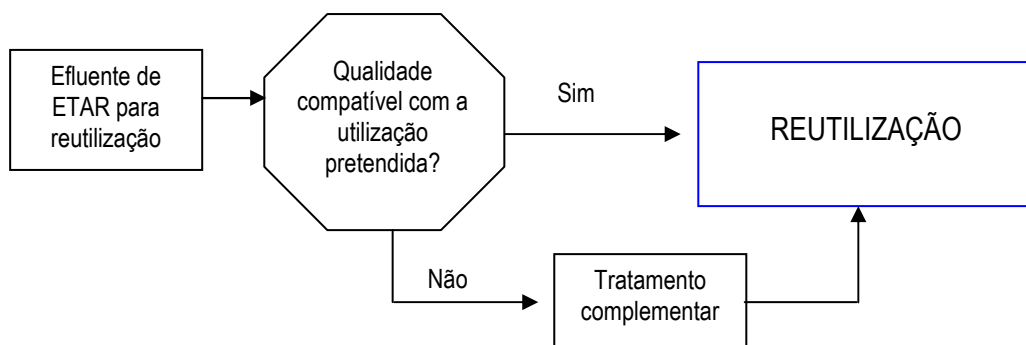 Efluente de
ETAR para
reutilização
Qualidade
compatível com a
utilização
pretendida?
Sim
REUTILIZAÇÃO
Não
Tratamento
complementar